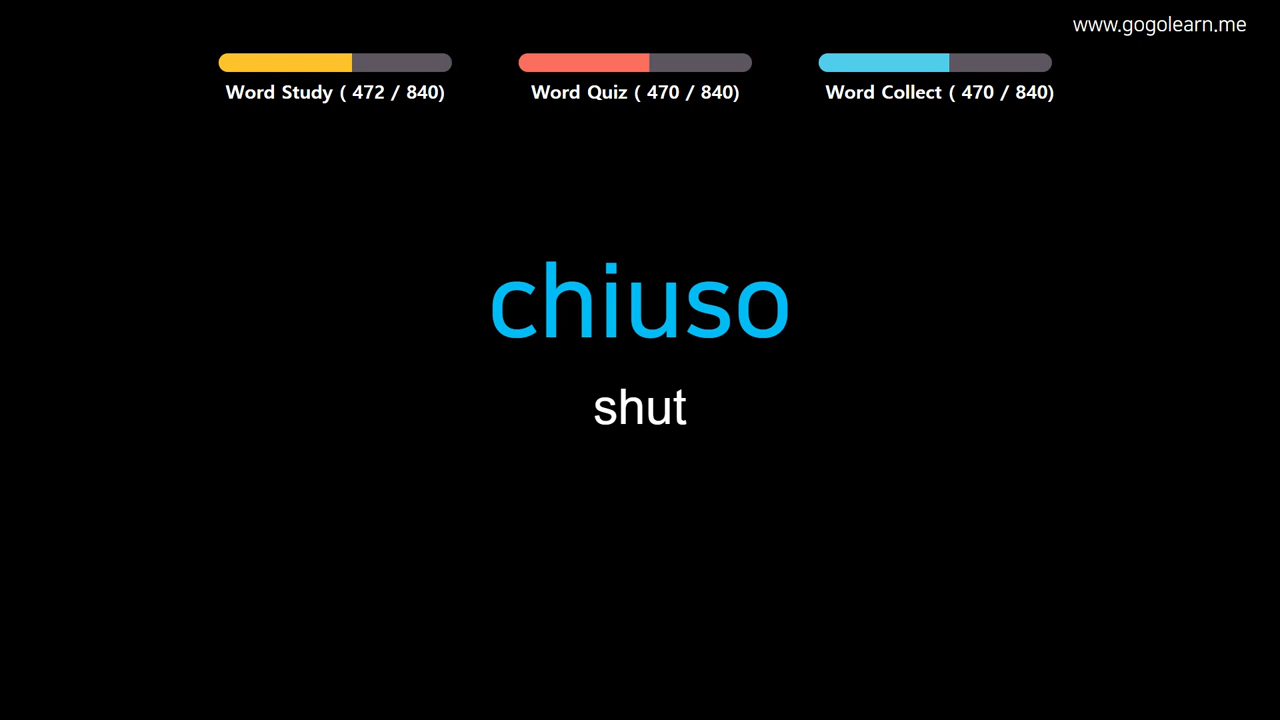 www.gogolearn.me
Word Study ( 472 / 840)
Word Quiz ( 470 / 840)
Word Collect ( 470 / 840)
chiuso
shut